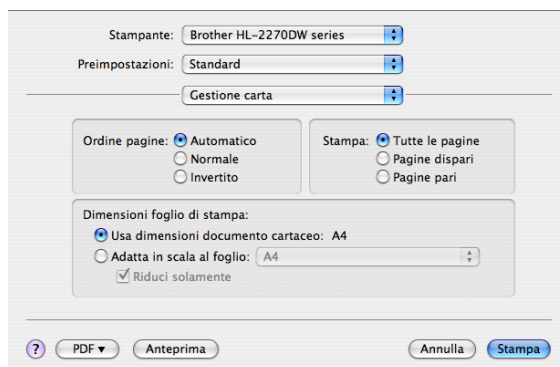 Stampante: Brother HL-2270DW series
Preimpostazioni: Standard
Gestione carta
Ordine pagine: Automatico
Normale
Invertito
Stampa: Tutte le pagine
Pagine dispari
Pagine pari
Dimensioni foglio di stampa:
Usa dimensioni documento cartaceo: A4
Adatta in scala al foglio: A4
Riduci solamente
? PDF ▼ Anteprima Annulla Stampa